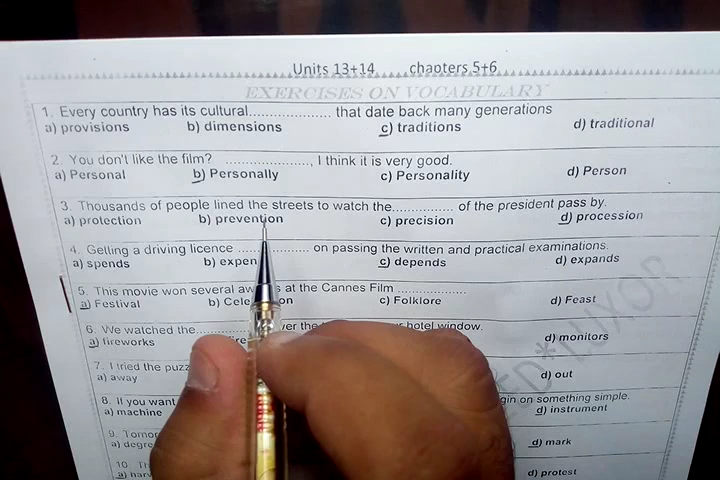 Units 13+14 chapters 5+6
EXERCISES ON VOCABULARY
1. Every country has its cultural.................... that date back many generations
a) provisions b) dimensions c) traditions d) traditional
2. You don't like the film? ....................., I think it is very good.
a) Personal b) Personally c) Personality d) Person
3. Thousands of people lined the streets to watch the............... of the president pass by.
a) protection b) prevention c) precision d) procession
4. Getting a driving licence .................. on passing the written and practical examinations.
a) spends b) c) depends d) expands
5. This movie won several at the Cannes Film .................
a) Festival b) c) Folklore d) Feast
6. We watched the............ hotel window.
a) fireworks d) monitors
7. I tried the
a) away d) out
8. If you want on something simple.
a) machine d) instrument
9.
a) d) mark
10.
a) d) protest
LUXOR